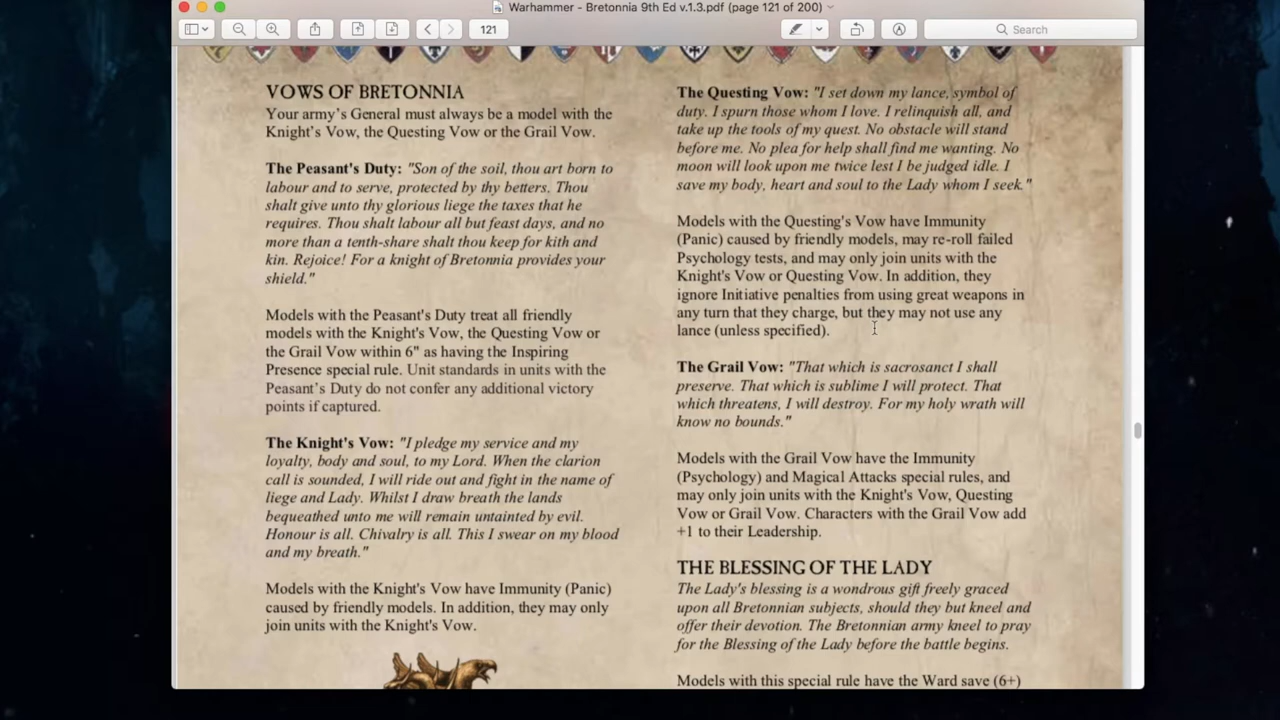 Warhammer - Bretonnia 9th Ed v.1.3.pdf (page 121 of 200)
121
Search
VOWS OF BRETONNIA
Your army's General must always be a model with the
Knight's Vow, the Questing Vow or the Grail Vow.
The Peasant's Duty: "Son of the soil, thou art born to
labour and to serve, protected by thy betters. Thou
shalt give unto thy glorious liege the taxes that he
requires. Thou shalt labour all but feast days, and no
more than a tenth-share shalt thou keep for kith and
kin. Rejoice! For a knight of Bretonnia provides your
shield."
Models with the Peasant's Duty treat all friendly
models with the Knight's Vow, the Questing Vow or
the Grail Vow within 6" as having the Inspiring
Presence special rule. Unit standards in units with the
Peasant's Duty do not confer any additional victory
points if captured.
The Knight's Vow: "I pledge my service and my
loyalty, body and soul, to my Lord. When the clarion
call is sounded, I will ride out and fight in the name of
liege and Lady. Whilst I draw breath the lands
bequeathed unto me will remain untainted by evil.
Honour is all. Chivalry is all. This I swear on my blood
and my breath."
Models with the Knight's Vow have Immunity (Panic)
caused by friendly models. In addition, they may only
join units with the Knight's Vow.
The Questing Vow: "I set down my lance, symbol of
duty. I spurn those whom I love. I relinquish all, and
take up the tools of my quest. No obstacle will stand
before me. No plea for help shall find me wanting. No
moon will look upon me twice lest I be judged idle. I
save my body, heart and soul to the Lady whom I seek."
Models with the Questing's Vow have Immunity
(Panic) caused by friendly models, may re-roll failed
Psychology tests, and may only join units with the
Knight's Vow or Questing Vow. In addition, they
ignore Initiative penalties from using great weapons in
any turn that they charge, but they may not use any
lance (unless specified).
The Grail Vow: "That which is sacrosanct I shall
preserve. That which is sublime I will protect. That
which threatens, I will destroy. For my holy wrath will
know no bounds."
Models with the Grail Vow have the Immunity
(Psychology) and Magical Attacks special rules, and
may only join units with the Knight's Vow, Questing
Vow or Grail Vow. Characters with the Grail Vow add
+1 to their Leadership.
THE BLESSING OF THE LADY
The Lady's blessing is a wondrous gift freely graced
upon all Bretonnian subjects, should they but kneel and
offer their devotion. The Bretonnian army kneel to pray
for the Blessing of the Lady before the battle begins.
Models with this special rule have the Ward save (6+)